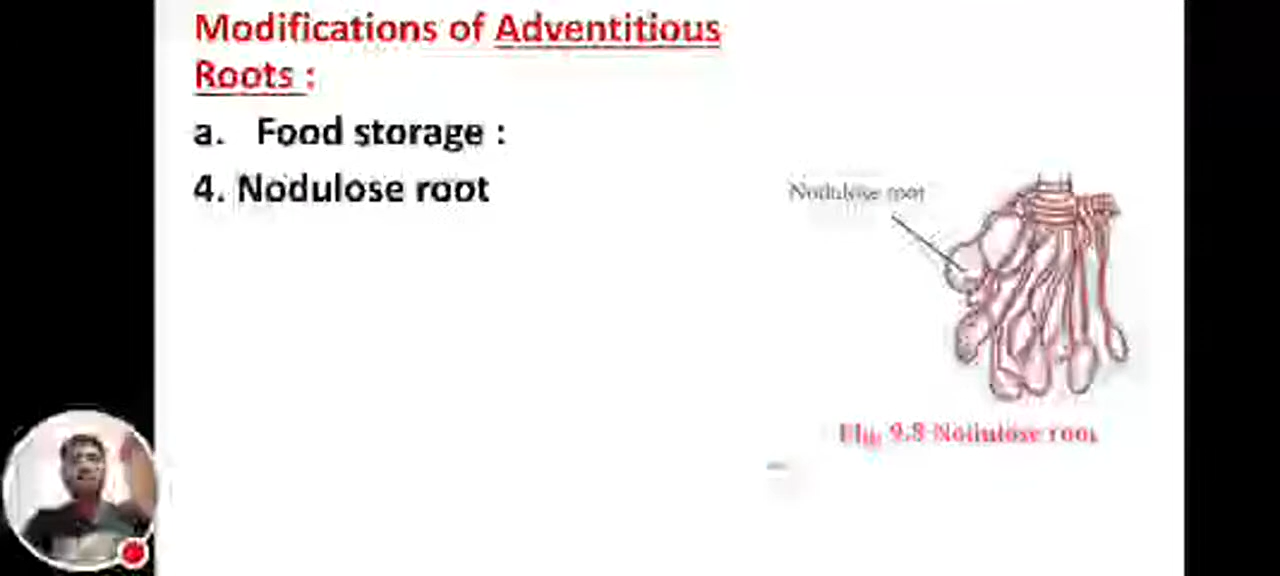 Modifications of Adventitious
Roots :
a. Food storage :
4. Nodulose root
Nodulose root
Fig. 9.8 Nodulose root